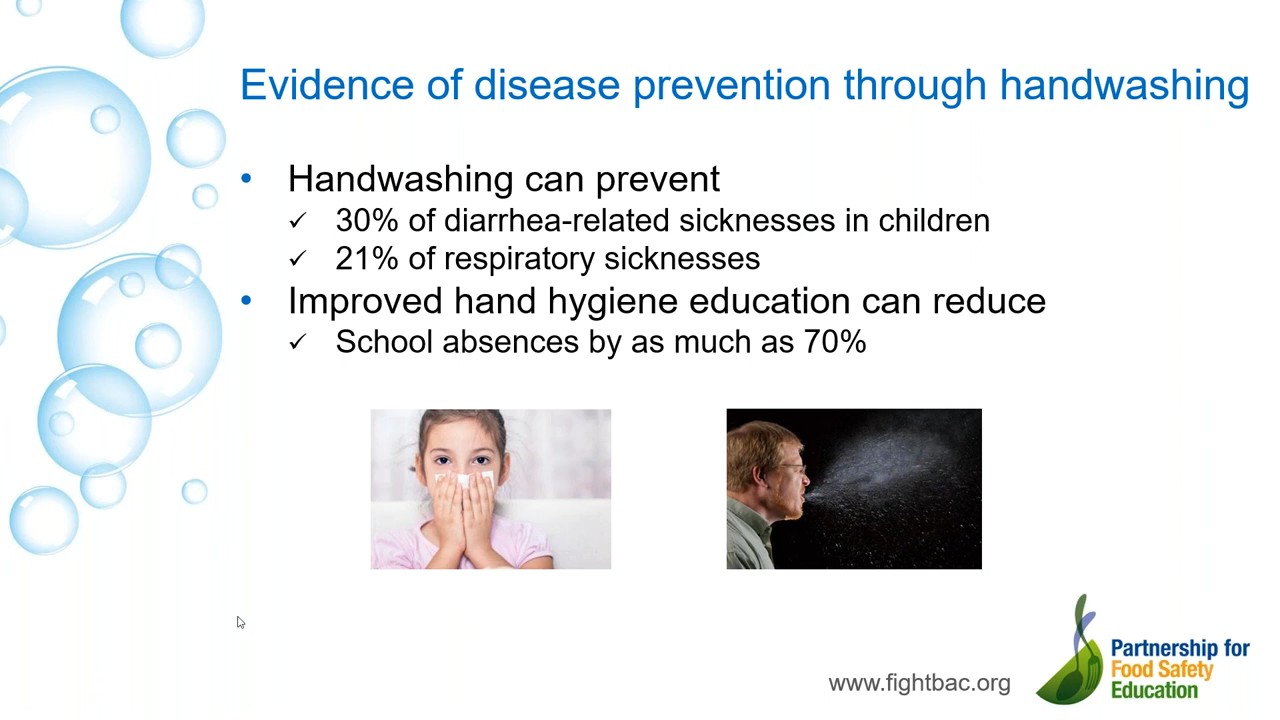 Evidence of disease prevention through handwashing
• Handwashing can prevent
✓ 30% of diarrhea-related sicknesses in children
✓ 21% of respiratory sicknesses
• Improved hand hygiene education can reduce
✓ School absences by as much as 70%
www.fightbac.org
Partnership for
Food Safety
Education